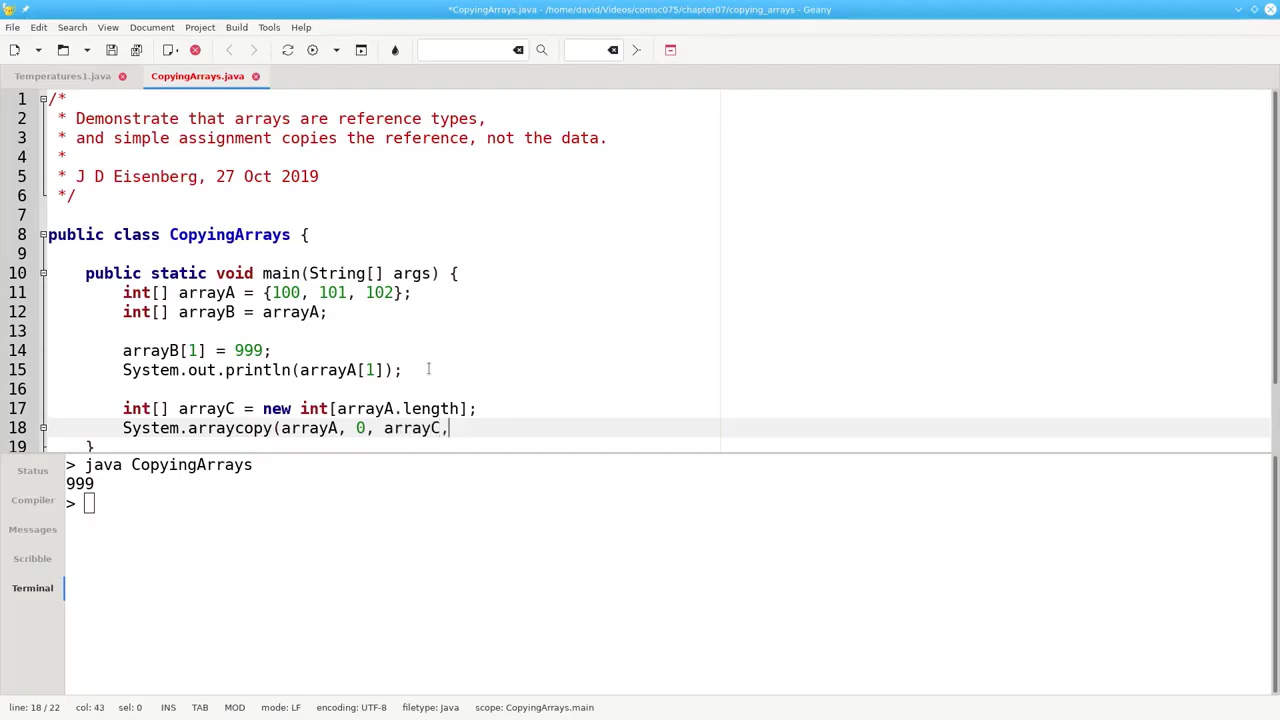 *CopyingArrays.java - /home/david/Videos/comsc075/chapter07/copying_arrays - Geany
File Edit Search View Document Project Build Tools Help
Temperatures1.java CopyingArrays.java
1 /*
2  * Demonstrate that arrays are reference types,
3  * and simple assignment copies the reference, not the data.
4  *
5  * J D Eisenberg, 27 Oct 2019
6  */
7
8 public class CopyingArrays {
9
10     public static void main(String[] args) {
11         int[] arrayA = {100, 101, 102};
12         int[] arrayB = arrayA;
13
14         arrayB[1] = 999;
15         System.out.println(arrayA[1]);
16
17         int[] arrayC = new int[arrayA.length];
18         System.arraycopy(arrayA, 0, arrayC,
19     }
Status
Compiler
Messages
Scribble
Terminal
> java CopyingArrays
999
>
line: 18 / 22 col: 43 sel: 0 INS TAB MOD mode: LF encoding: UTF-8 filetype: Java scope: CopyingArrays.main